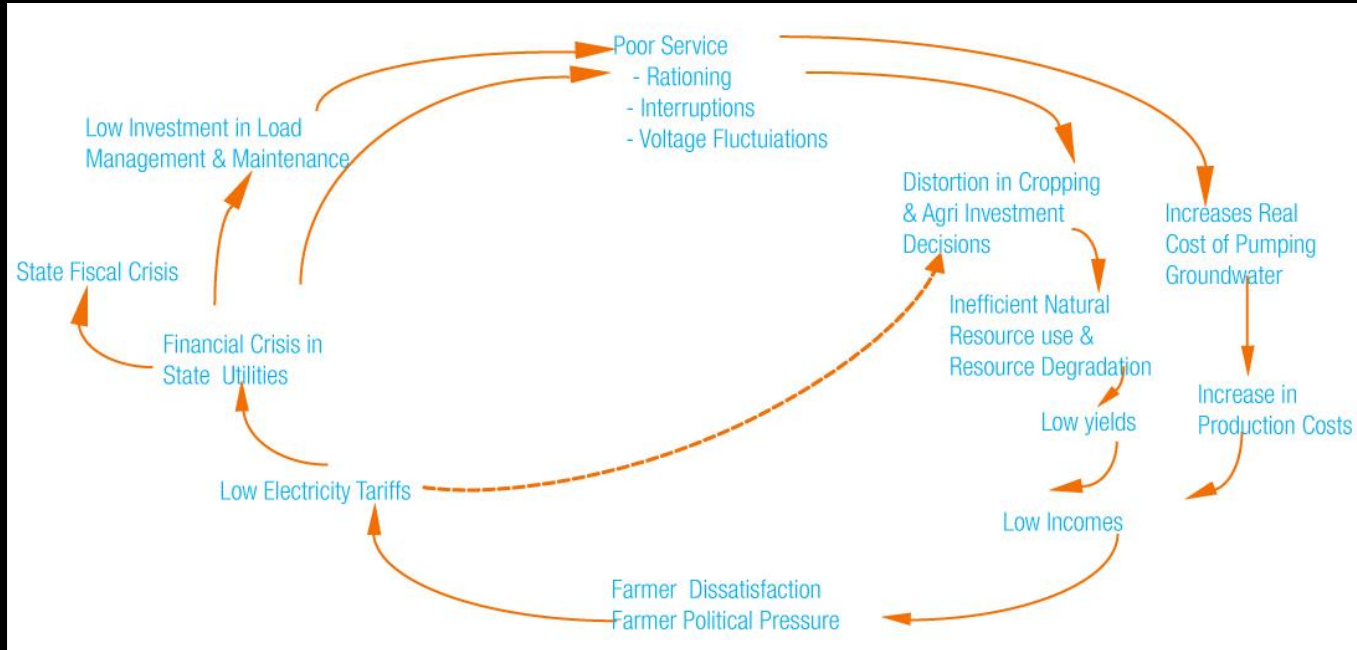 Poor Service
- Rationing
- Interruptions
- Voltage Fluctuiations
Low Investment in Load
Management & Maintenance
Distortion in Cropping
& Agri Investment
Decisions
Increases Real
Cost of Pumping
Groundwater
State Fiscal Crisis
Financial Crisis in
State Utilities
Inefficient Natural
Resource use &
Resource Degradation
Low yields
Increase in
Production Costs
Low Electricity Tariffs
Low Incomes
Farmer Dissatisfaction
Farmer Political Pressure